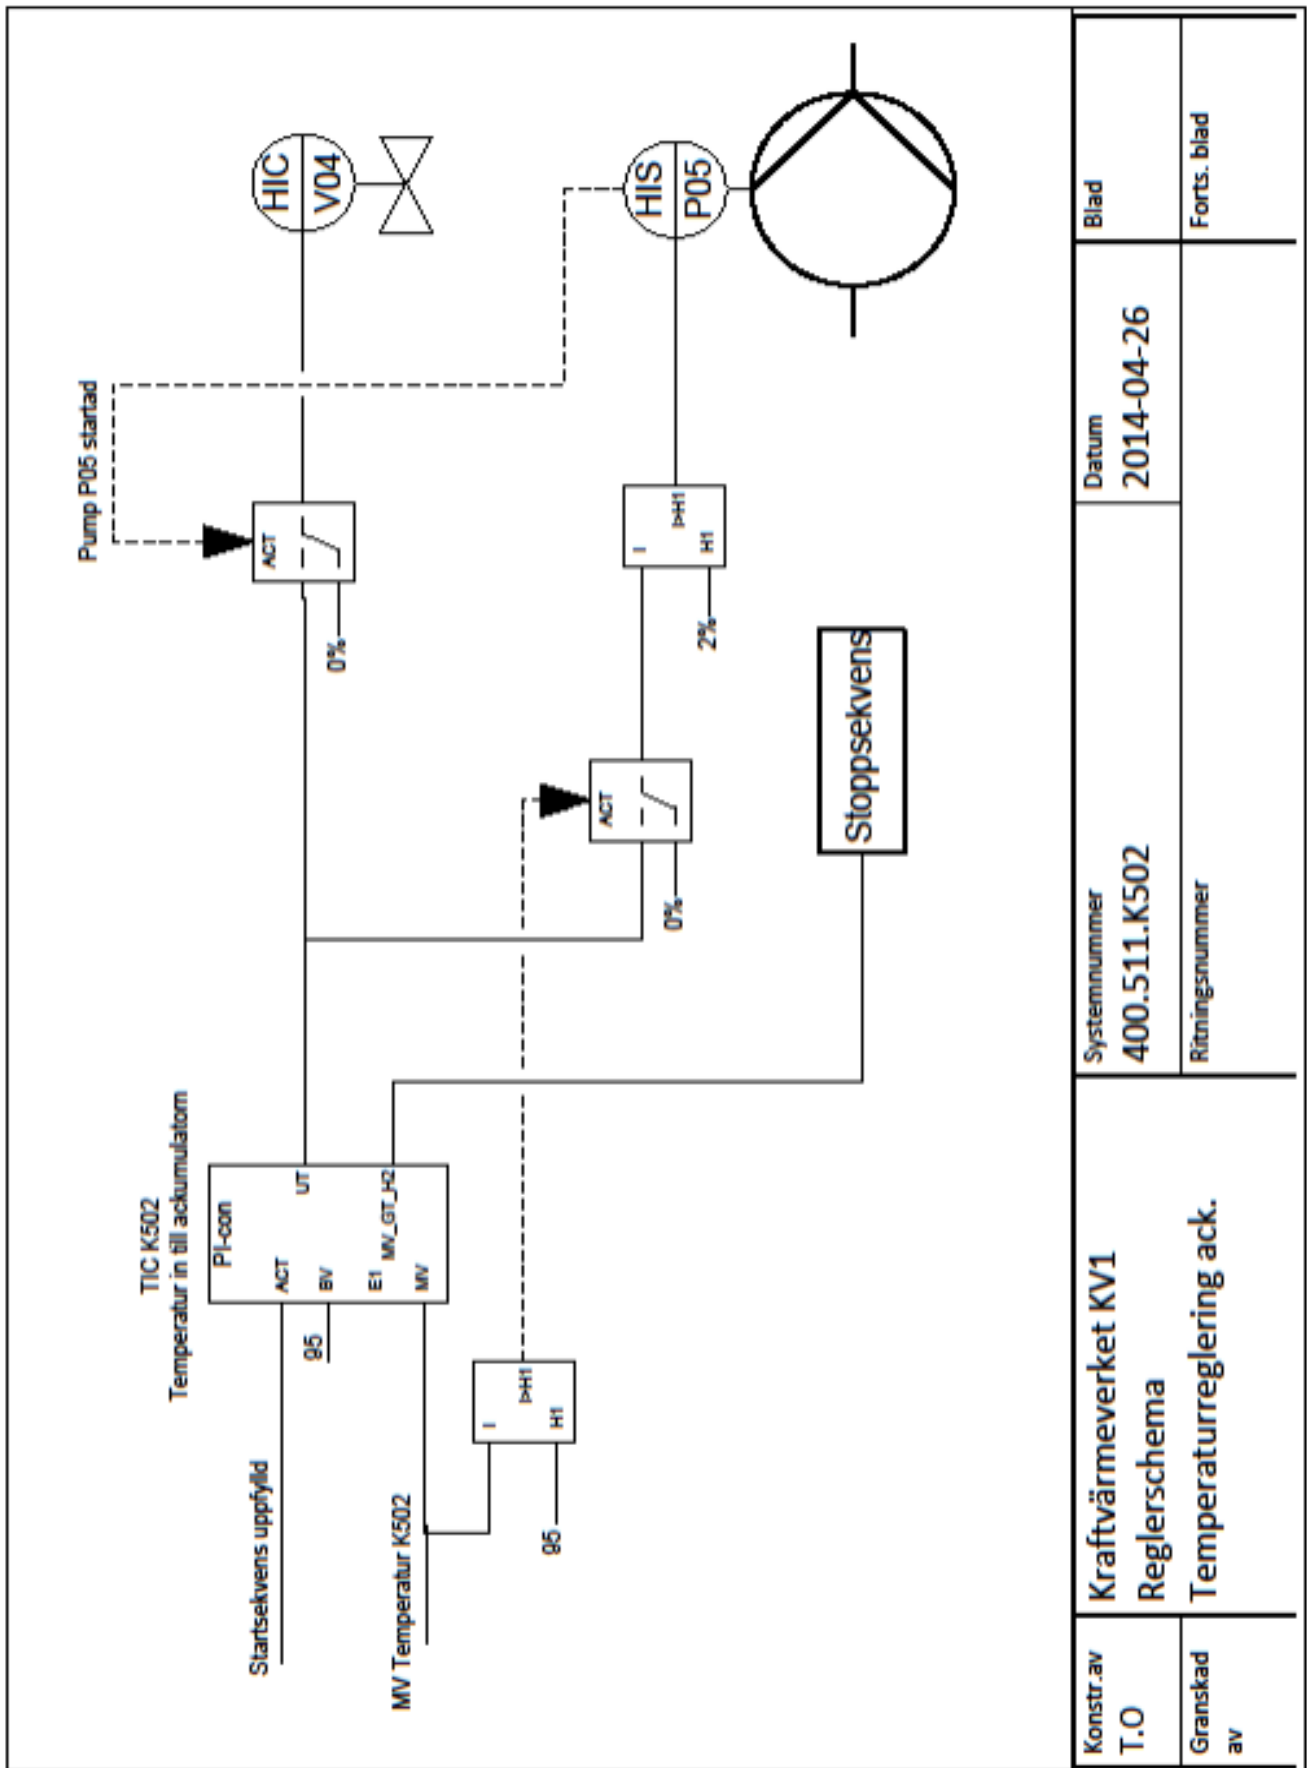 TIC K502
Temperatur in till ackumulatorn
Pump P05 startad
PI-con
ACT
UT
BV
E1
MV_GT_H2
MV
Startsekvens uppfylld
95
MV Temperatur K502
I
I>H1
H1
95
ACT
0%
HIC
V04
ACT
0%
I
I>H1
H1
2%
HIS
P05
Stoppsekvens
Konstr.av
T.O
Granskad
av
Kraftvärmeverket KV1
Reglerschema
Temperaturreglering ack.
Systemnummer
400.511.K502
Ritningsnummer
Datum
2014-04-26
Blad
Forts. blad